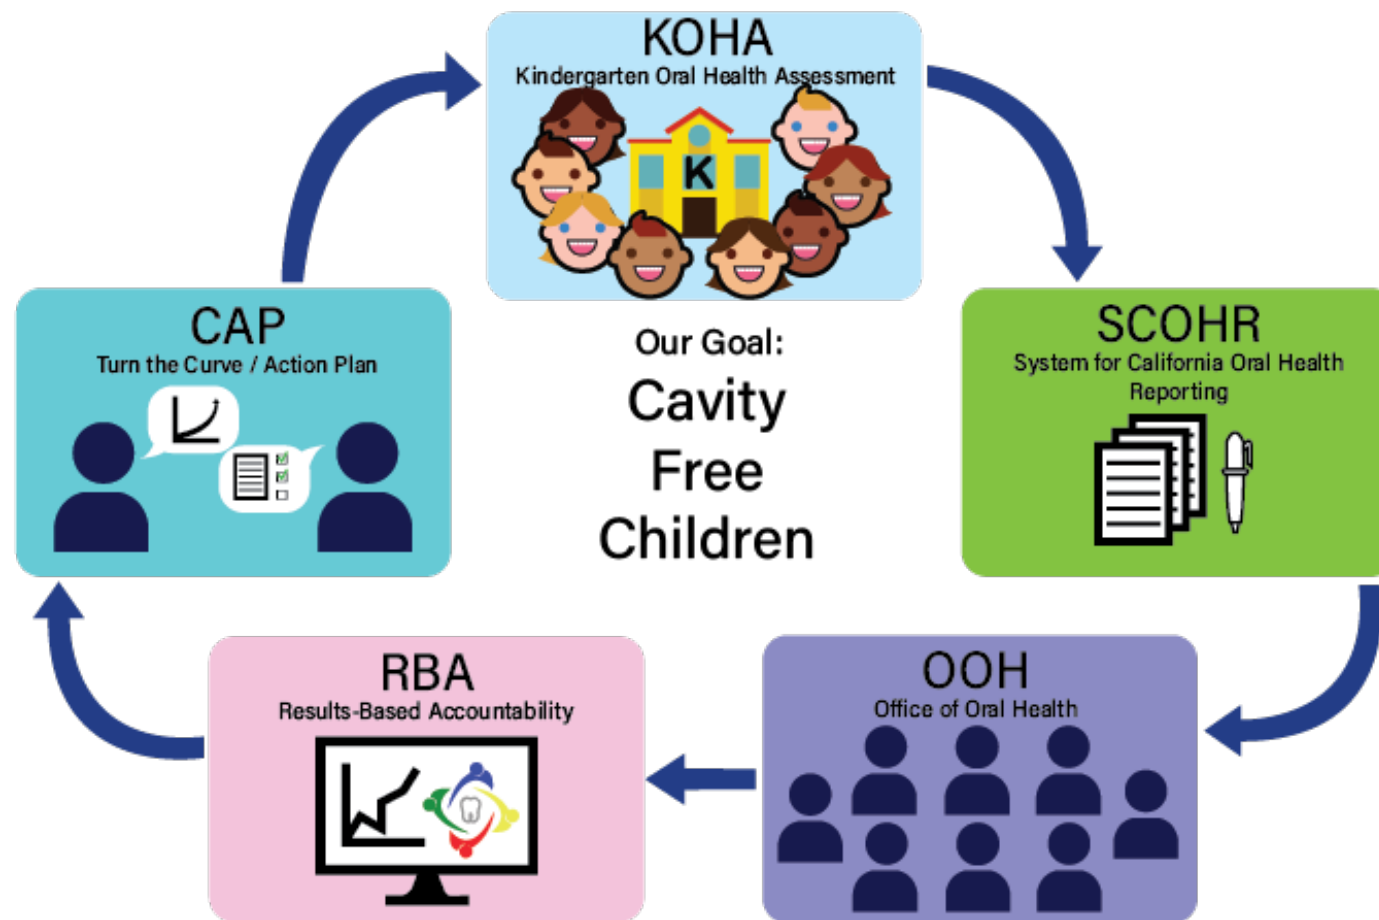 KOHA
Kindergarten Oral Health Assessment
K
SCOHR
System for California Oral Health
Reporting
OOH
Office of Oral Health
RBA
Results-Based Accountability
CAP
Turn the Curve / Action Plan
Our Goal:
Cavity
Free
Children